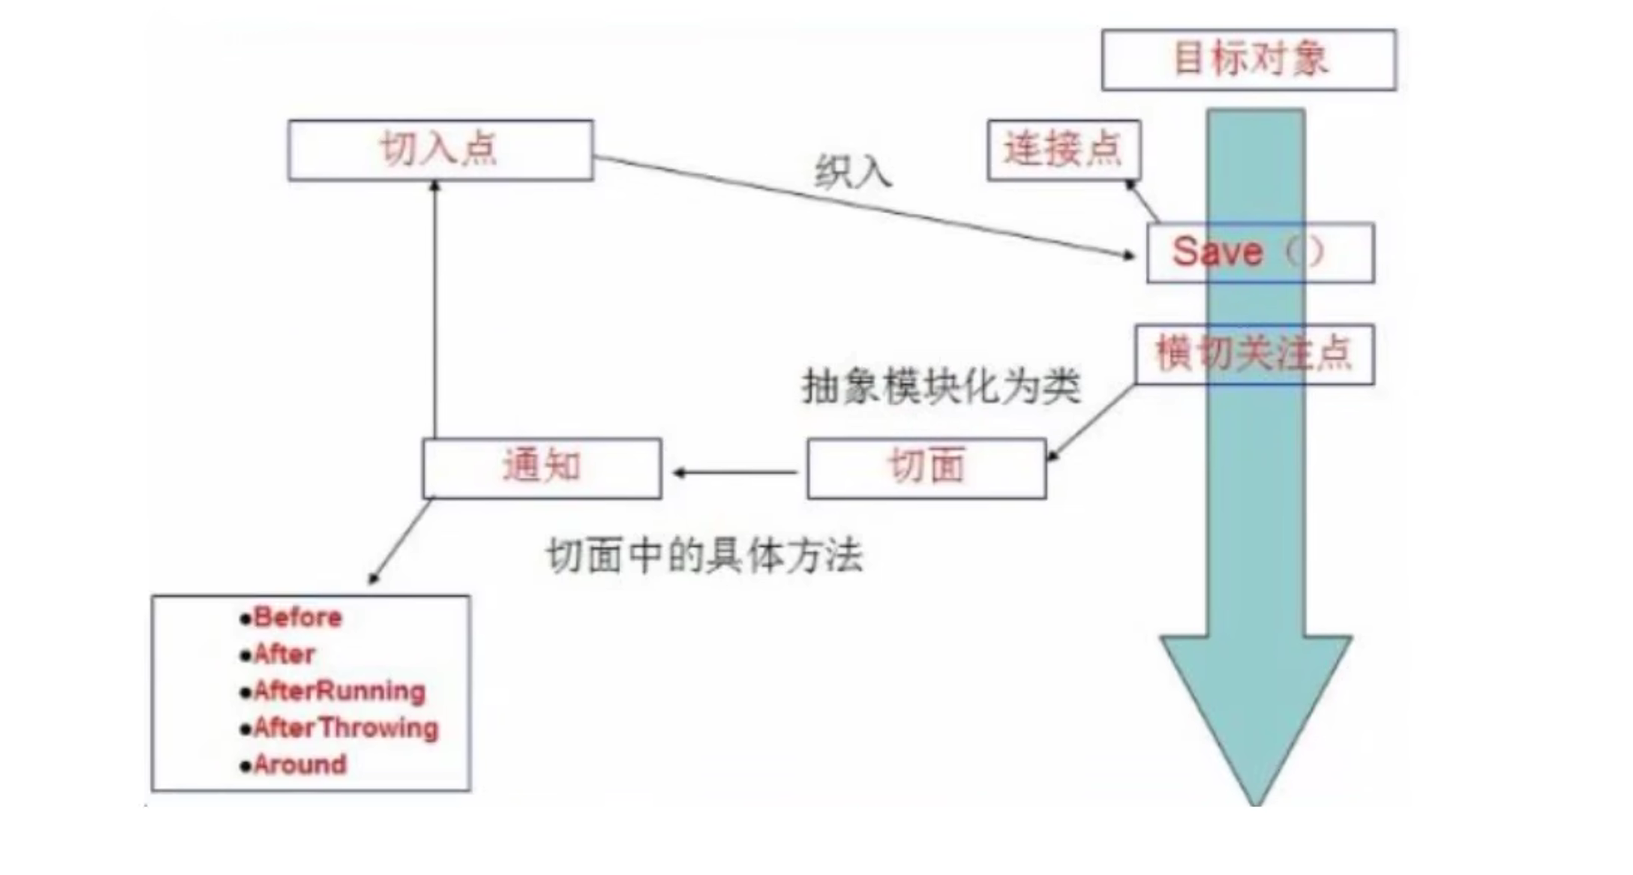 目标对象
切入点
织入
连接点
Save（）
横切关注点
抽象模块化为类
通知
切面
切面中的具体方法
●Before
●After
●AfterRunning
●AfterThrowing
●Around